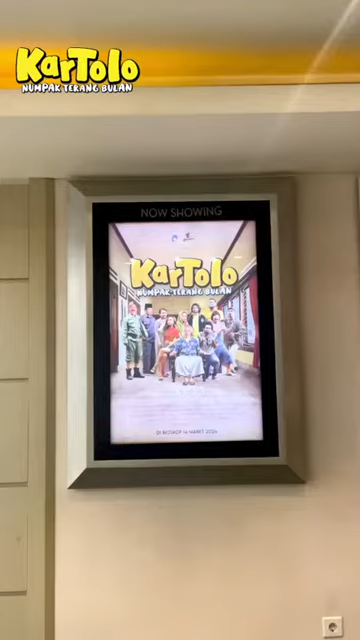 KarTolo
NUMPAK TERANG BULAN
NOW SHOWING
KarTolo
NUMPAK TERANG BULAN
DI BIOSKOP 14 MARET 2024